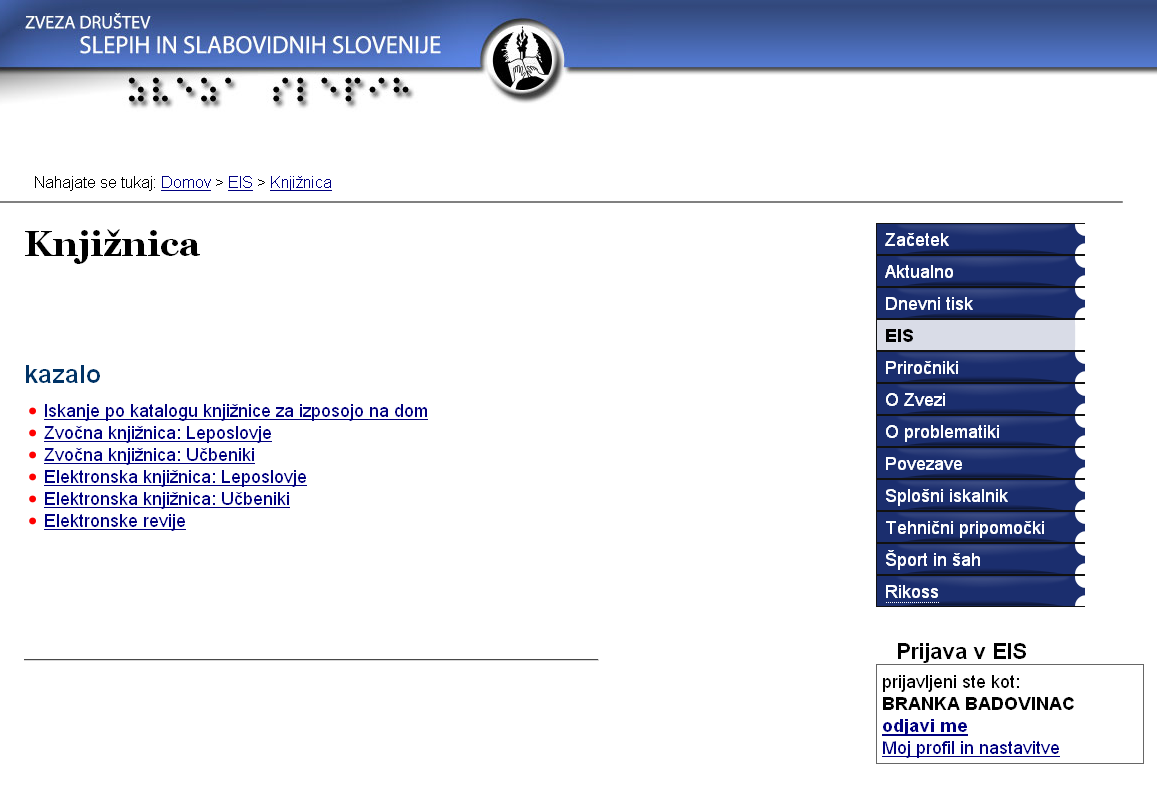 ZVEZA DRUŠTEV
SLEPIH IN SLABOVIDNIH SLOVENIJE
⠵⠧⠑⠵⠁ ⠎⠇⠑⠏⠊⠓
Nahajate se tukaj: Domov > EIS > Knjižnica
Knjižnica
kazalo
Iskanje po katalogu knjižnice za izposojo na dom
Zvočna knjižnica: Leposlovje
Zvočna knjižnica: Učbeniki
Elektronska knjižnica: Leposlovje
Elektronska knjižnica: Učbeniki
Elektronske revije
Začetek
Aktualno
Dnevni tisk
EIS
Priročniki
O Zvezi
O problematiki
Povezave
Splošni iskalnik
Tehnični pripomočki
Šport in šah
Rikoss
Prijava v EIS
prijavljeni ste kot:
BRANKA BADOVINAC
odjavi me
Moj profil in nastavitve